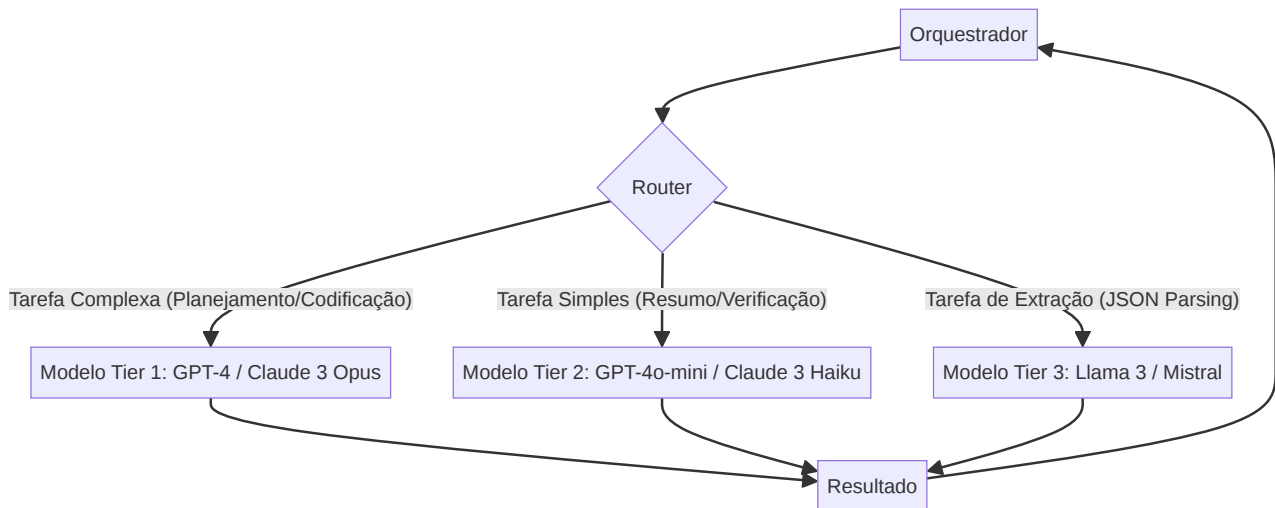 Orquestrador
Router
Tarefa Complexa (Planejamento/Codificação)
Tarefa Simples (Resumo/Verificação)
Tarefa de Extração (JSON Parsing)
Modelo Tier 1: GPT-4 / Claude 3 Opus
Modelo Tier 2: GPT-4o-mini / Claude 3 Haiku
Modelo Tier 3: Llama 3 / Mistral
Resultado